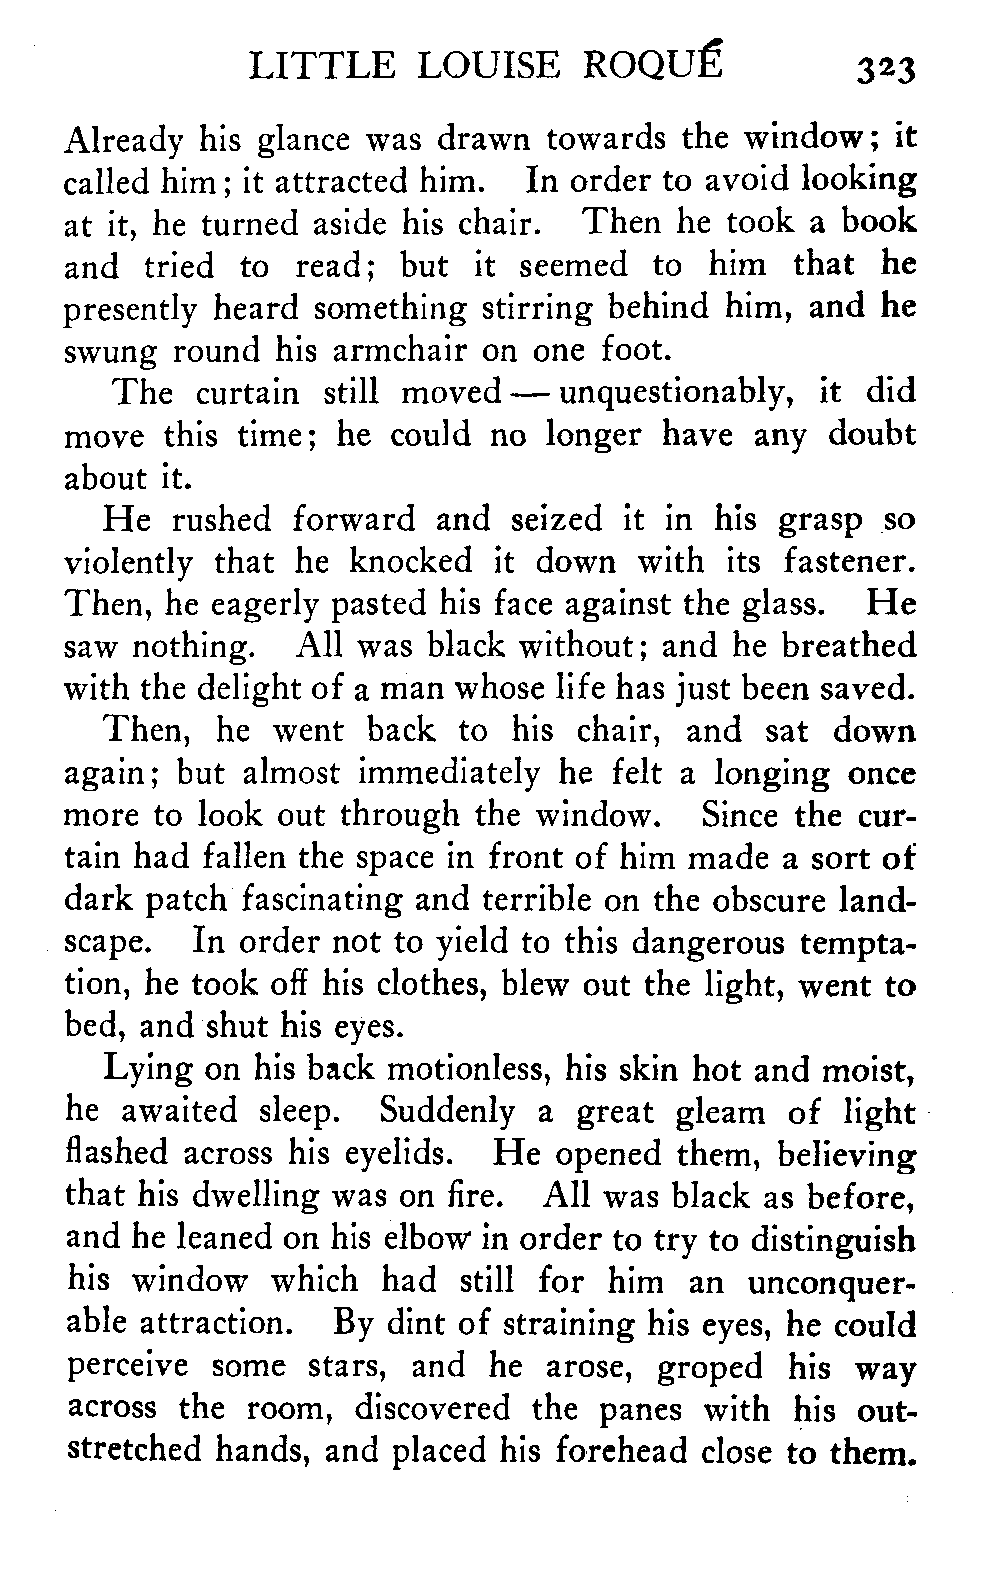 LITTLE LOUISE ROQUÉ 323
Already his glance was drawn towards the window; it
called him; it attracted him. In order to avoid looking
at it, he turned aside his chair. Then he took a book
and tried to read; but it seemed to him that he
presently heard something stirring behind him, and he
swung round his armchair on one foot.
The curtain still moved — unquestionably, it did
move this time; he could no longer have any doubt
about it.
He rushed forward and seized it in his grasp so
violently that he knocked it down with its fastener.
Then, he eagerly pasted his face against the glass. He
saw nothing. All was black without; and he breathed
with the delight of a man whose life has just been saved.
Then, he went back to his chair, and sat down
again; but almost immediately he felt a longing once
more to look out through the window. Since the cur-
tain had fallen the space in front of him made a sort of
dark patch fascinating and terrible on the obscure land-
scape. In order not to yield to this dangerous tempta-
tion, he took off his clothes, blew out the light, went to
bed, and shut his eyes.
Lying on his back motionless, his skin hot and moist,
he awaited sleep. Suddenly a great gleam of light
flashed across his eyelids. He opened them, believing
that his dwelling was on fire. All was black as before,
and he leaned on his elbow in order to try to distinguish
his window which had still for him an unconquer-
able attraction. By dint of straining his eyes, he could
perceive some stars, and he arose, groped his way
across the room, discovered the panes with his out-
stretched hands, and placed his forehead close to them.